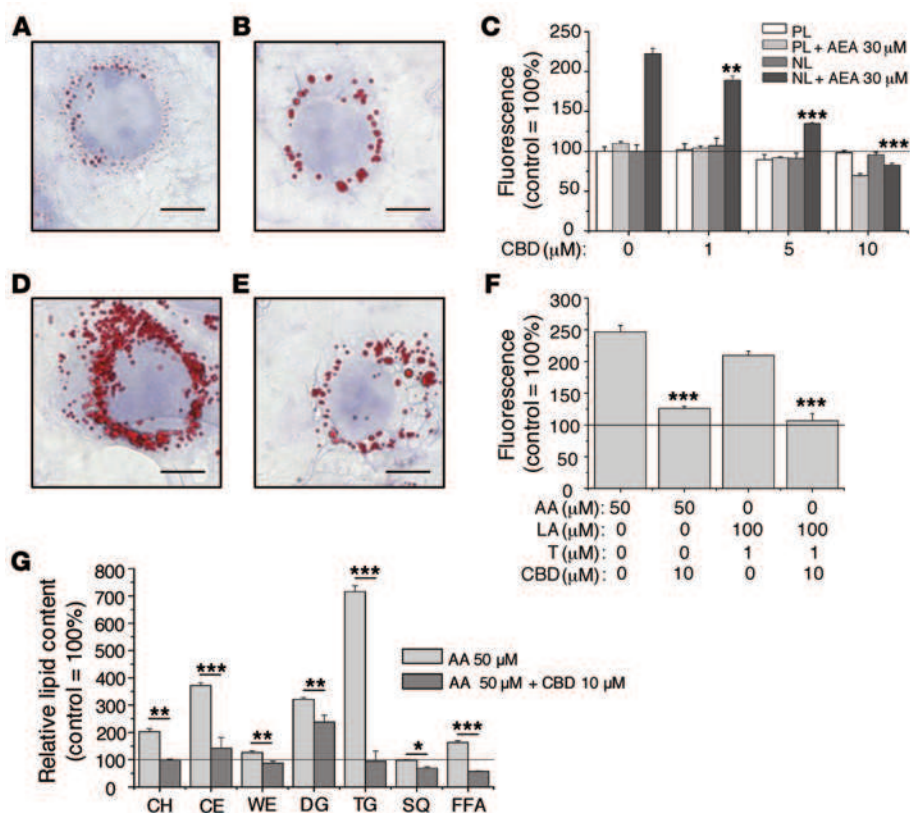 A
B
C
PL
PL + AEA 30 μM
NL
NL + AEA 30 μM
Fluorescence
(control = 100%)
250
200
150
100
50
0
**
***
***
CBD (μM): 0 1 5 10
D
E
F
Fluorescence
(control = 100%)
300
250
200
150
100
50
0
***
***
AA (μM): 50 50 0 0
LA (μM): 0 0 100 100
T (μM): 0 0 1 1
CBD (μM): 0 10 0 10
G
Relative lipid content
(control = 100%)
800
700
600
500
400
300
200
100
0
**
***
**
**
***
*
***
AA 50 μM
AA 50 μM + CBD 10 μM
CH CE WE DG TG SQ FFA